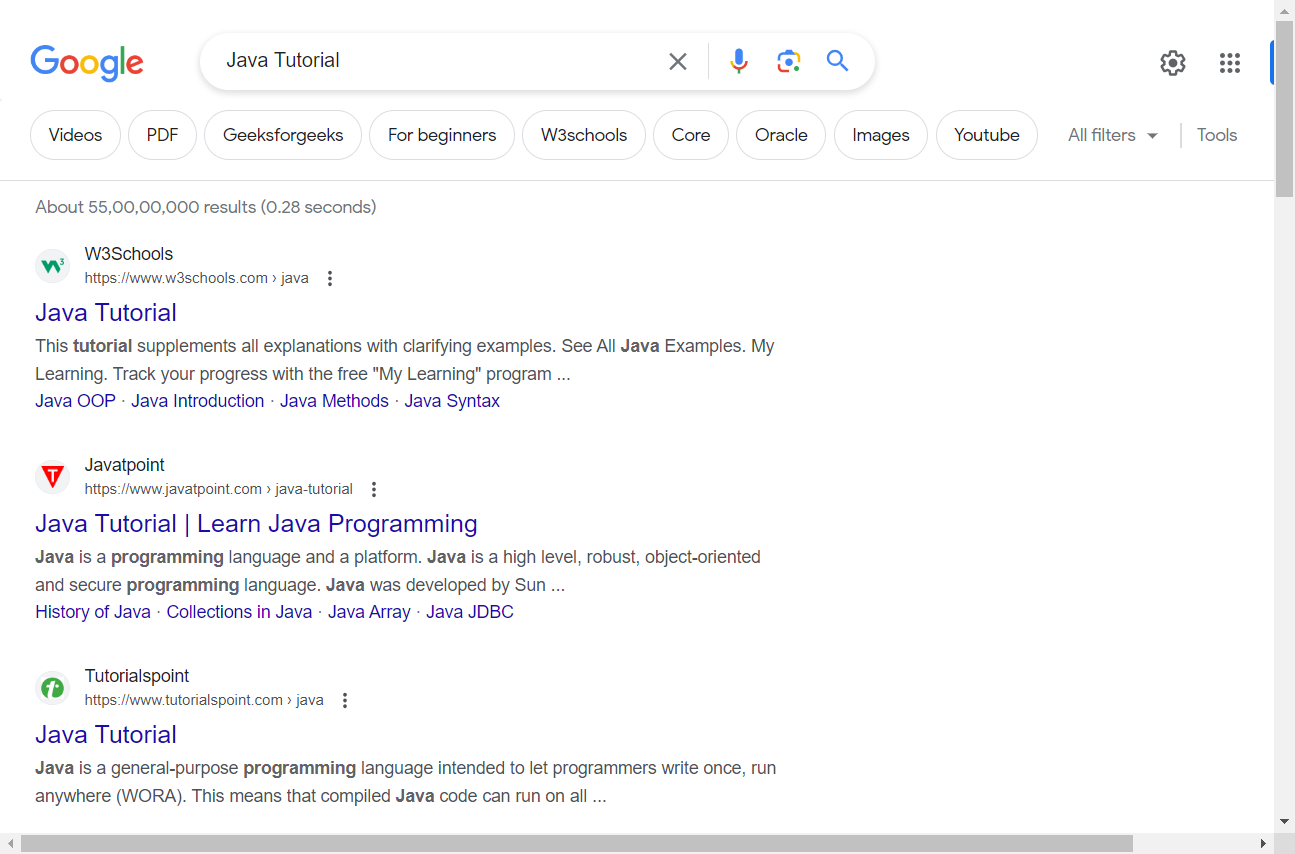 Google
Java Tutorial
Videos
PDF
Geeksforgeeks
For beginners
W3schools
Core
Oracle
Images
Youtube
All filters
Tools
About 55,00,00,000 results (0.28 seconds)
W3Schools
https://www.w3schools.com › java
Java Tutorial
This tutorial supplements all explanations with clarifying examples. See All Java Examples. My
Learning. Track your progress with the free "My Learning" program ...
Java OOP · Java Introduction · Java Methods · Java Syntax
Javatpoint
https://www.javatpoint.com › java-tutorial
Java Tutorial | Learn Java Programming
Java is a programming language and a platform. Java is a high level, robust, object-oriented
and secure programming language. Java was developed by Sun ...
History of Java · Collections in Java · Java Array · Java JDBC
Tutorialspoint
https://www.tutorialspoint.com › java
Java Tutorial
Java is a general-purpose programming language intended to let programmers write once, run
anywhere (WORA). This means that compiled Java code can run on all ...